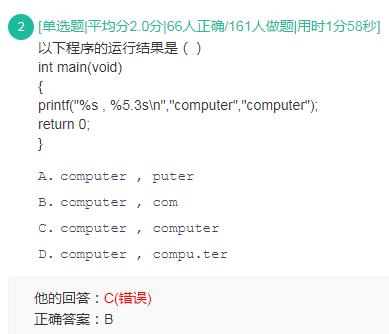 2 [单选题|平均分2.0分|66人正确/161人做题|用时1分58秒]
以下程序的运行结果是 ( )
int main(void)
{
printf("%s , %5.3s\n","computer","computer");
return 0;
}
A. computer , puter
B. computer , com
C. computer , computer
D. computer , compu.ter
他的回答：C(错误)
正确答案：B